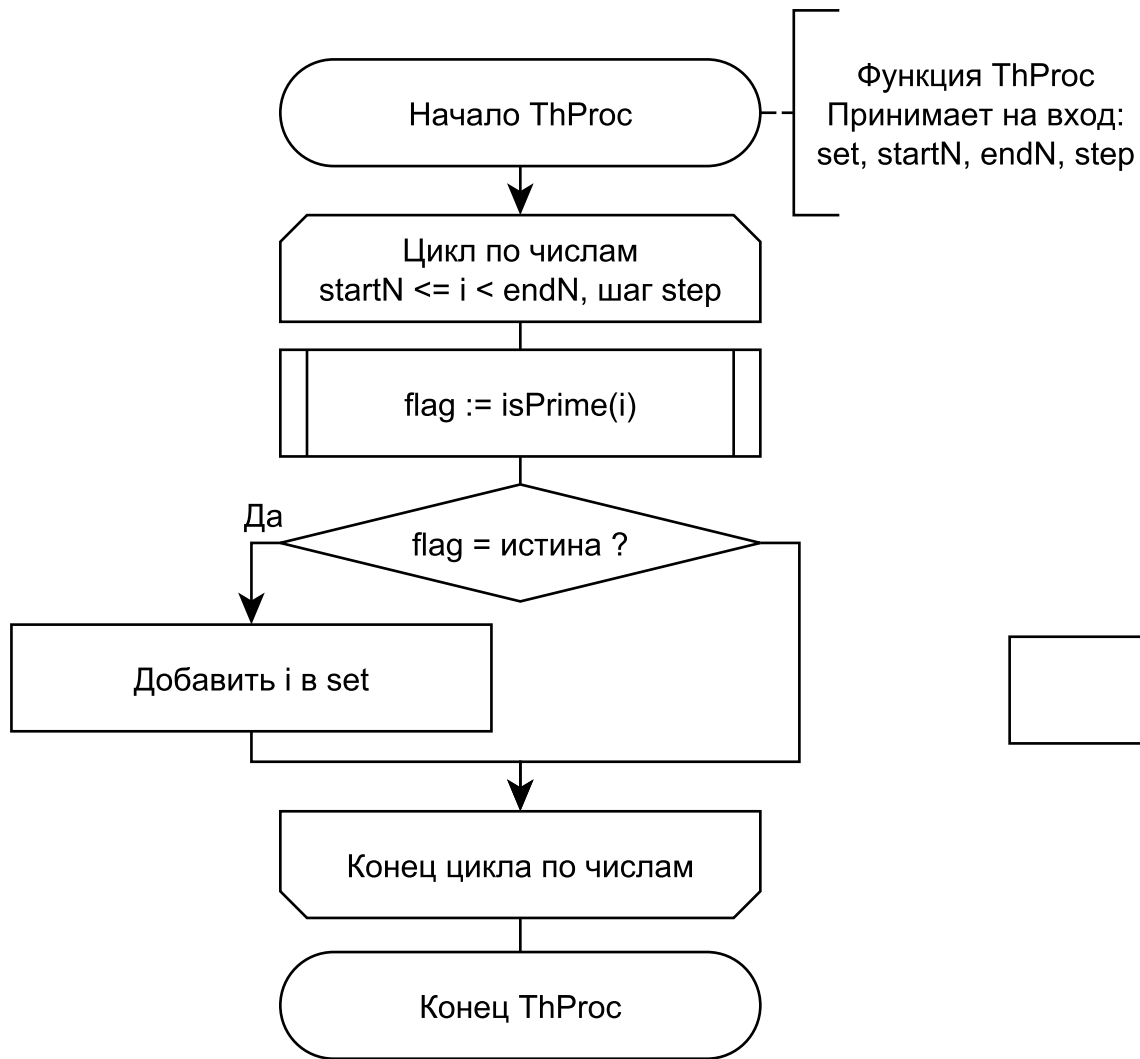 Начало ThProc
Функция ThProc
Принимает на вход:
set, startN, endN, step
Цикл по числам
startN <= i < endN, шаг step
flag := isPrime(i)
Да
flag = истина ?
Добавить i в set
Конец цикла по числам
Конец ThProc